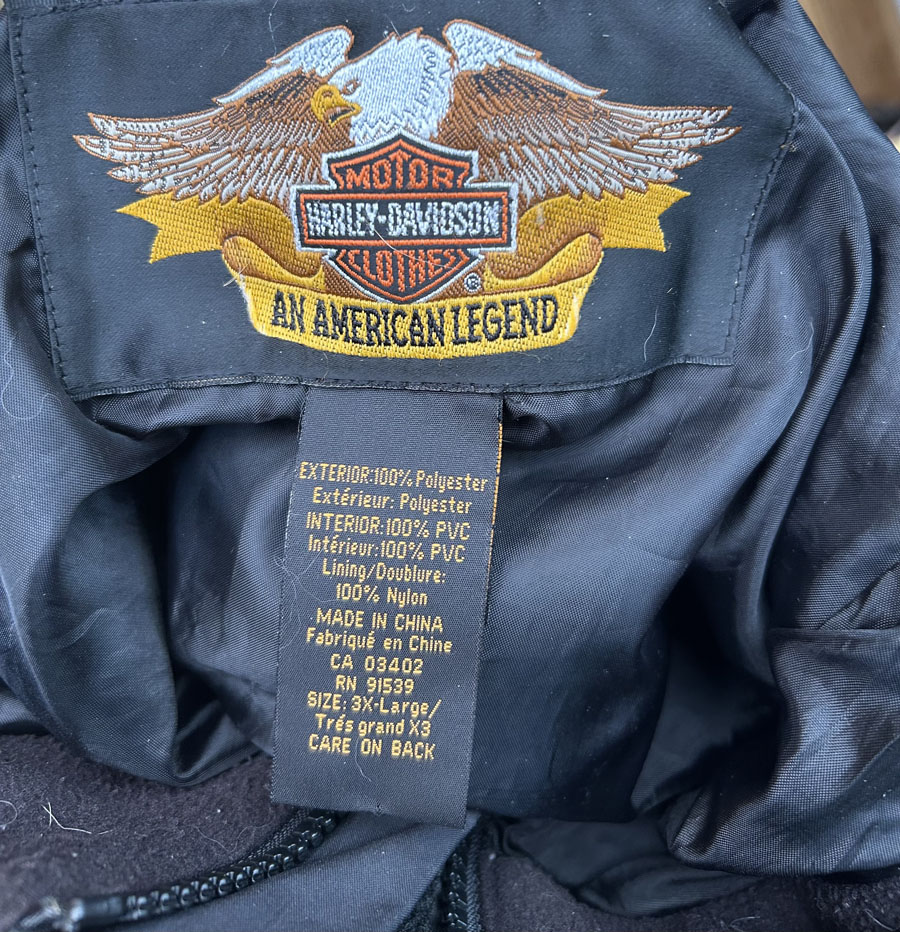 MOTOR
HARLEY-DAVIDSON
CLOTHES
®
AN AMERICAN LEGEND
EXTERIOR:100% Polyester
Extérieur: Polyester
INTERIOR:100% PVC
Intérieur:100% PVC
Lining/Doublure:
100% Nylon
MADE IN CHINA
Fabriqué en Chine
CA 03402
RN 91539
SIZE: 3X-Large/
Trés grand X3
CARE ON BACK